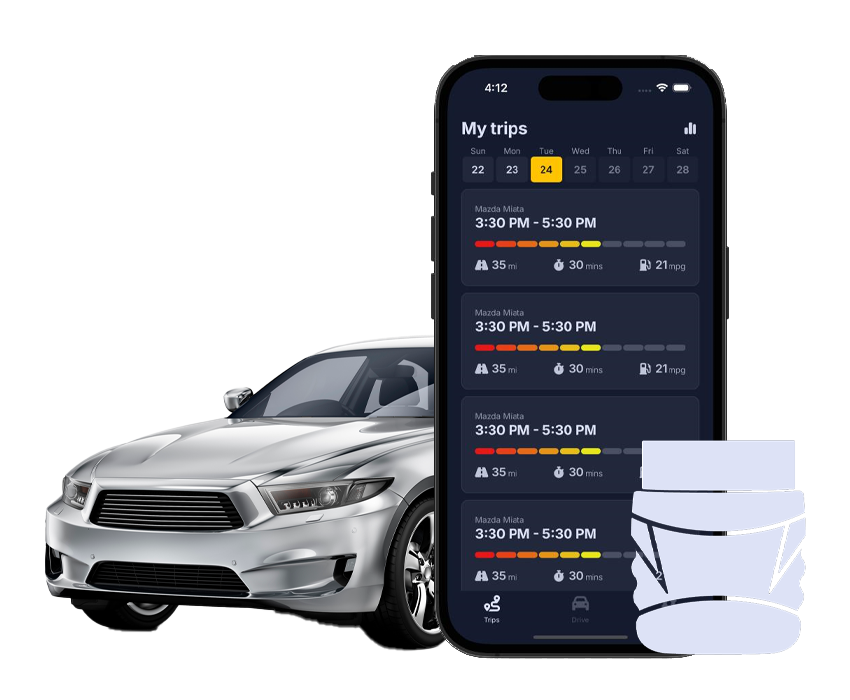 4:12
My trips
Sun Mon Tue Wed Thu Fri Sat
22 23 24 25 26 27 28
Mazda Miata
3:30 PM - 5:30 PM
35 mi 30 mins 21 mpg
Mazda Miata
3:30 PM - 5:30 PM
35 mi 30 mins 21 mpg
Mazda Miata
3:30 PM - 5:30 PM
35 mi 30 mins
Mazda Miata
3:30 PM - 5:30 PM
35 mi 30 mins 2
Trips Drive